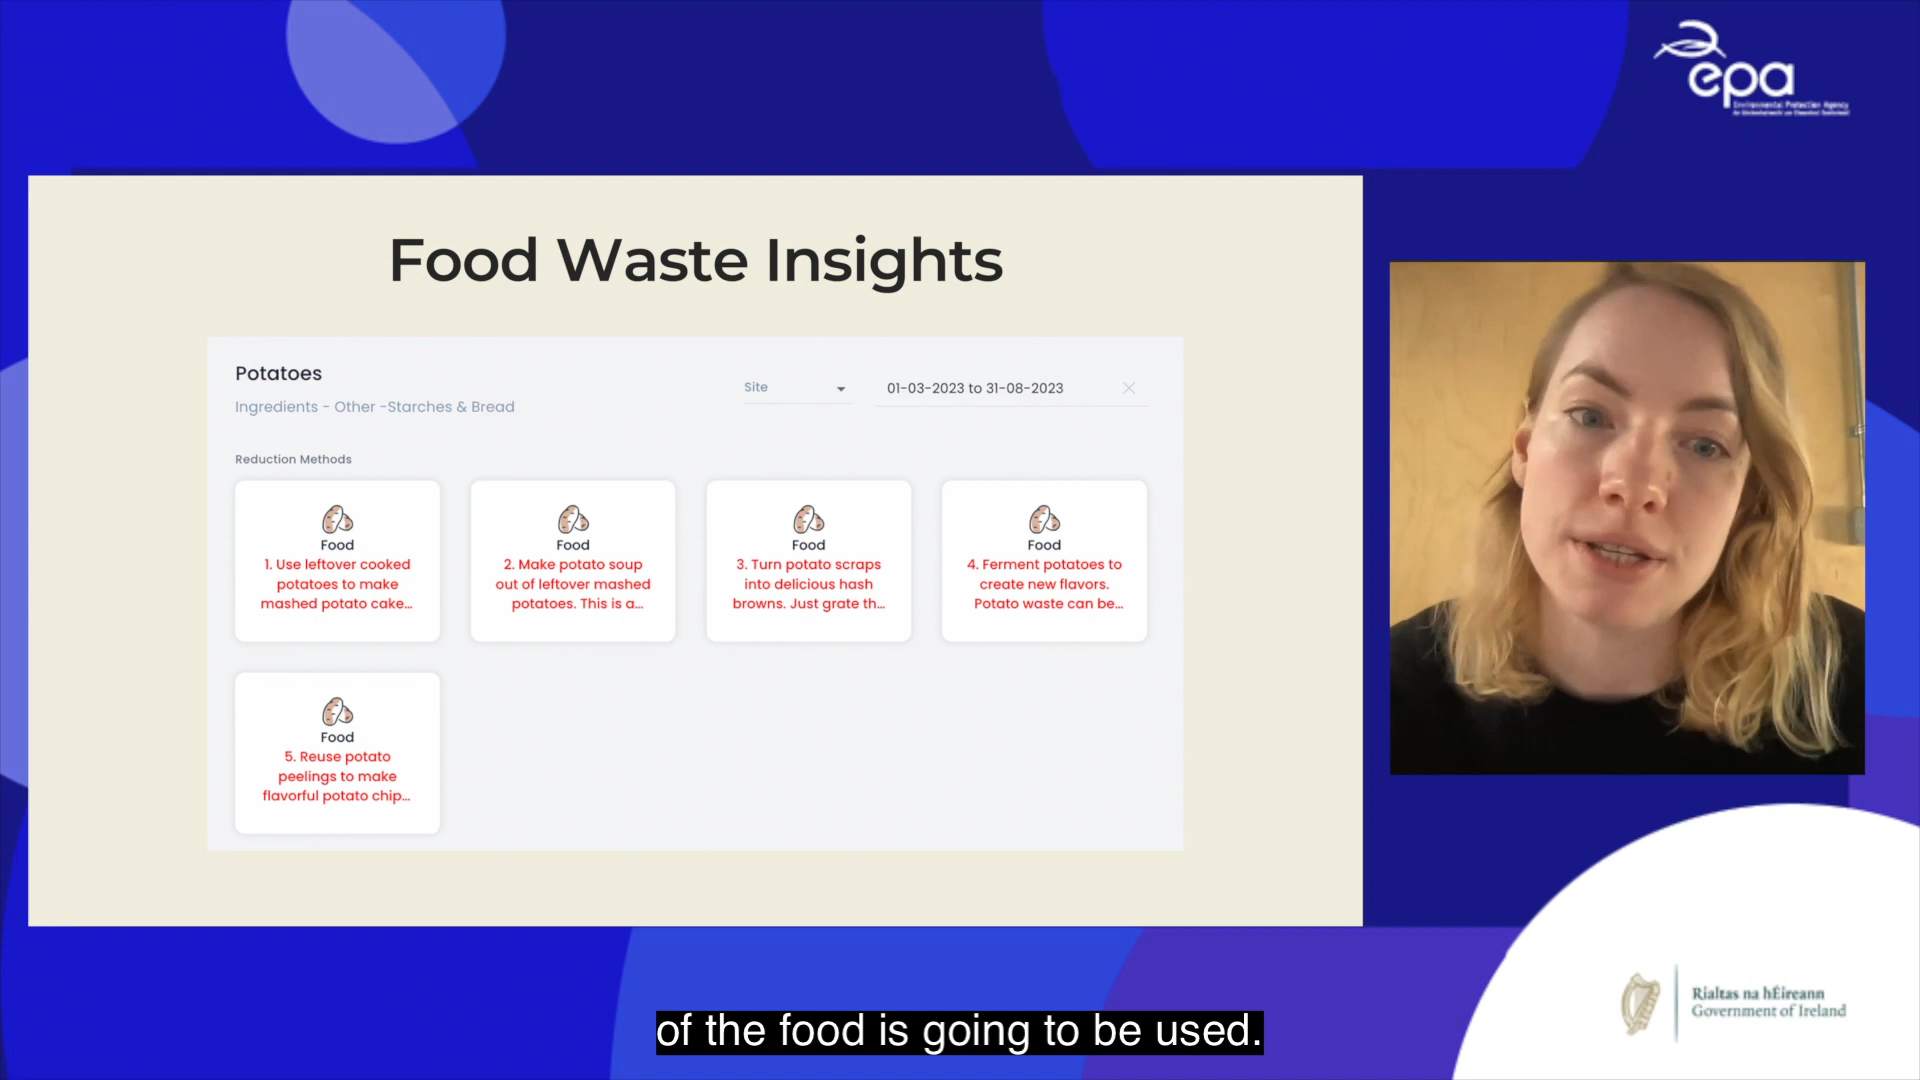 epa
Environmental Protection Agency
Food Waste Insights
Potatoes
Ingredients - Other -Starches & Bread
Site
01-03-2023 to 31-08-2023
Reduction Methods
Food
1. Use leftover cooked
potatoes to make
mashed potato cake...
Food
2. Make potato soup
out of leftover mashed
potatoes. This is a...
Food
3. Turn potato scraps
into delicious hash
browns. Just grate th...
Food
4. Ferment potatoes to
create new flavors.
Potato waste can be...
Food
5. Reuse potato
peelings to make
flavorful potato chip...
Rialtas na hÉireann
Government of Ireland
of the food is going to be used.